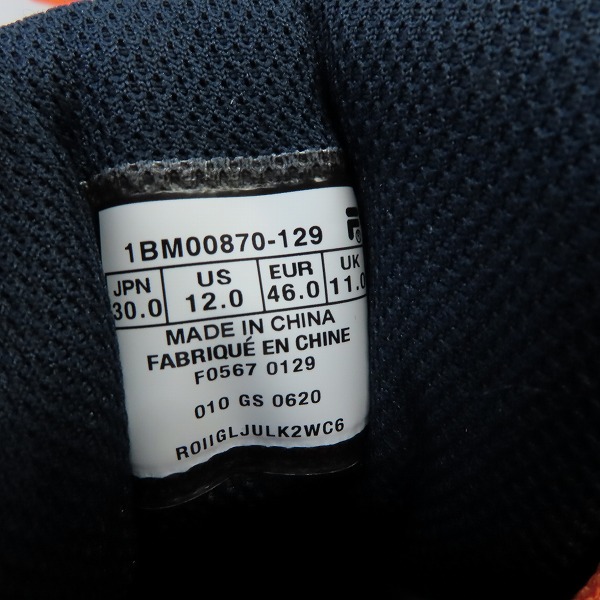 1BM00870-129 F
JPN US EUR UK
30.0 12.0 46.0 11.0
MADE IN CHINA
FABRIQUÉ EN CHINE
F0567 0129
010 GS 0620
R0IIGLJULK2WC6